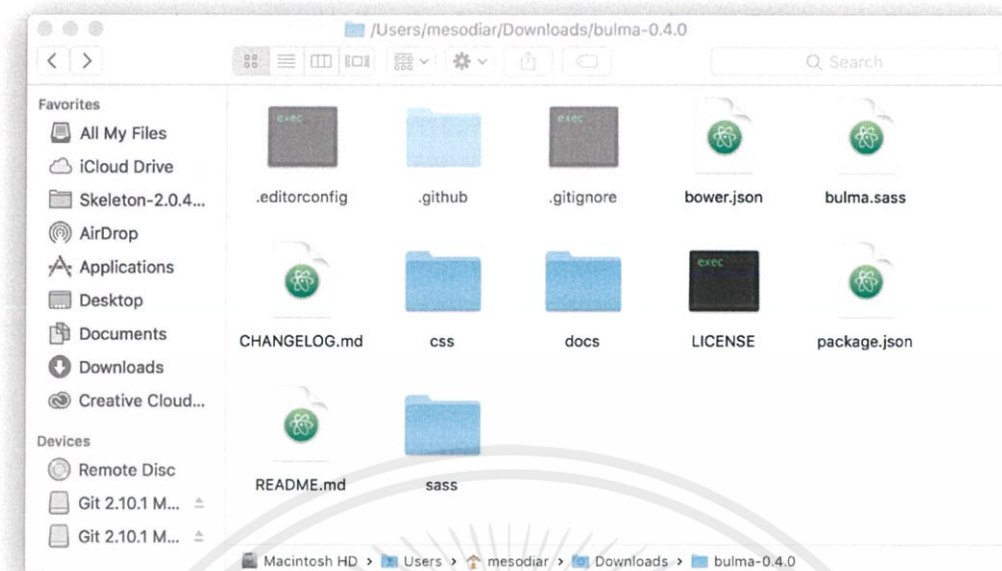 /Users/mesodiar/Downloads/bulma-0.4.0
Search
Favorites
All My Files
iCloud Drive
Skeleton-2.0.4...
AirDrop
Applications
Desktop
Documents
Downloads
Creative Cloud...
Devices
Remote Disc
Git 2.10.1 M...
Git 2.10.1 M...
exec
exec
.editorconfig .github .gitignore bower.json bulma.sass
exec
CHANGELOG.md css docs LICENSE package.json
README.md sass
Macintosh HD > Users > mesodiar > Downloads > bulma-0.4.0